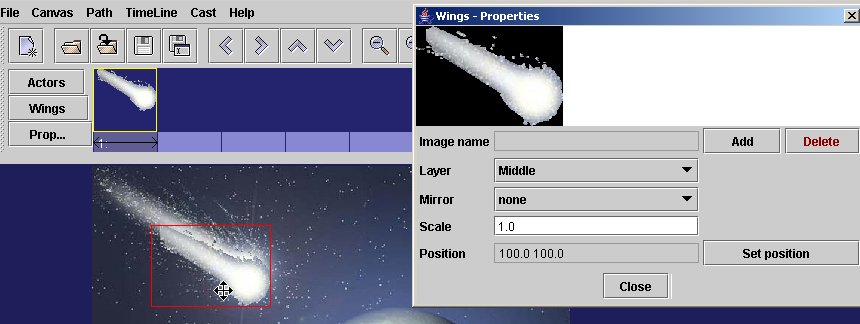 File Canvas Path TimeLine Cast Help
Wings - Properties
Actors
Wings
Prop...
1.
Image name Add Delete
Layer Middle
Mirror none
Scale 1.0
Position 100.0 100.0 Set position
Close